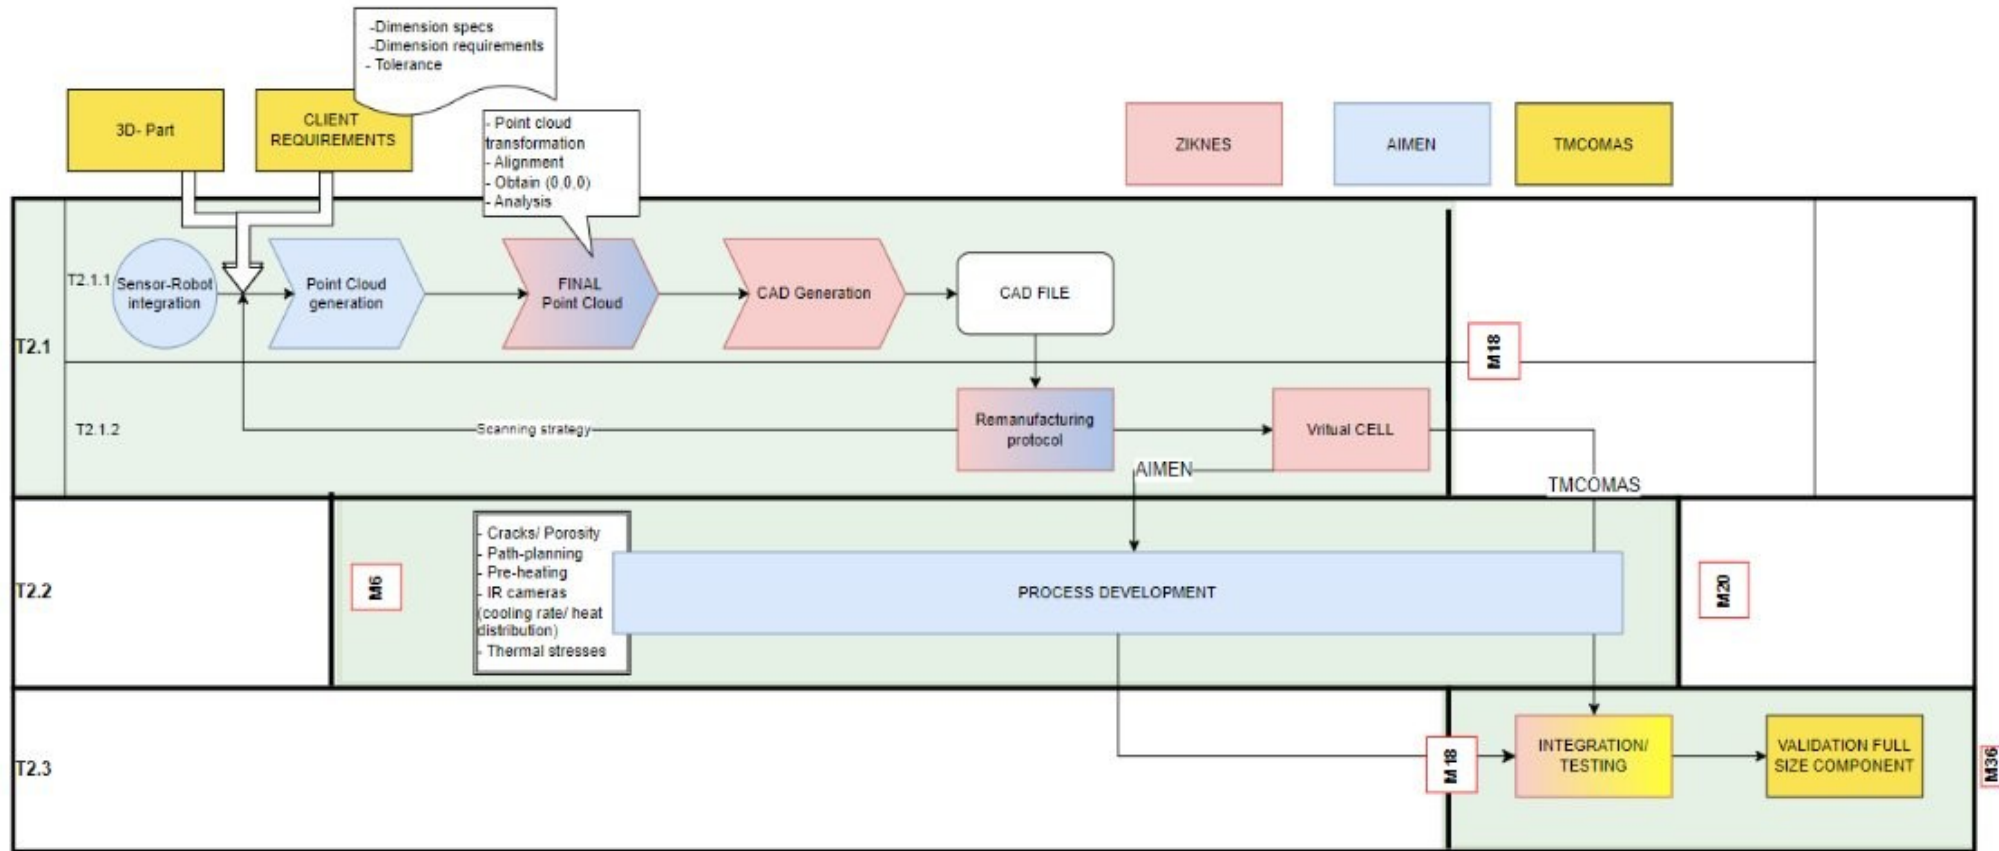 -Dimension specs
-Dimension requirements
- Tolerance
3D- Part
CLIENT
REQUIREMENTS
- Point cloud
transformation
- Alignment
- Obtain (0,0,0)
- Analysis
ZIKNES
AIMEN
TMCOMAS
T2.1
T2.1.1
Sensor-Robot
integration
Point Cloud
generation
FINAL
Point Cloud
CAD Generation
CAD FILE
M18
T2.1.2
Scanning strategy
Remanufacturing
protocol
Vritual CELL
AIMEN
TMCOMAS
T2.2
M6
- Cracks/ Porosity
- Path-planning
- Pre-heating
- IR cameras
(cooling rate/ heat
distribution)
- Thermal stresses
PROCESS DEVELOPMENT
M20
T2.3
M18
INTEGRATION/
TESTING
VALIDATION FULL
SIZE COMPONENT
M36